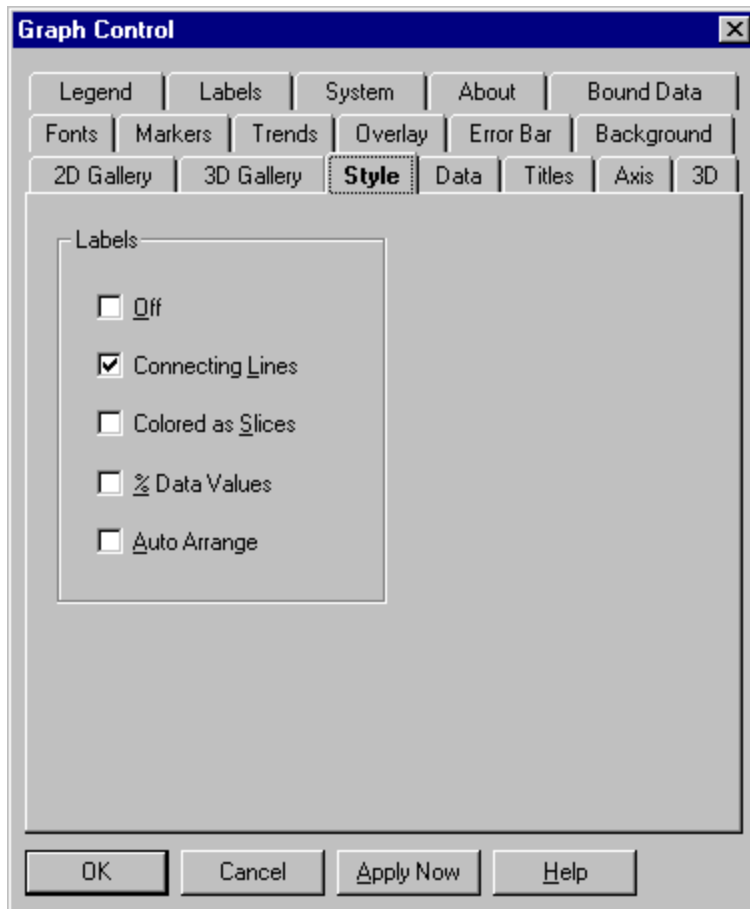 Graph Control
Legend Labels System About Bound Data
Fonts Markers Trends Overlay Error Bar Background
2D Gallery 3D Gallery Style Data Titles Axis 3D
Labels
Off
Connecting Lines
Colored as Slices
% Data Values
Auto Arrange
OK Cancel Apply Now Help